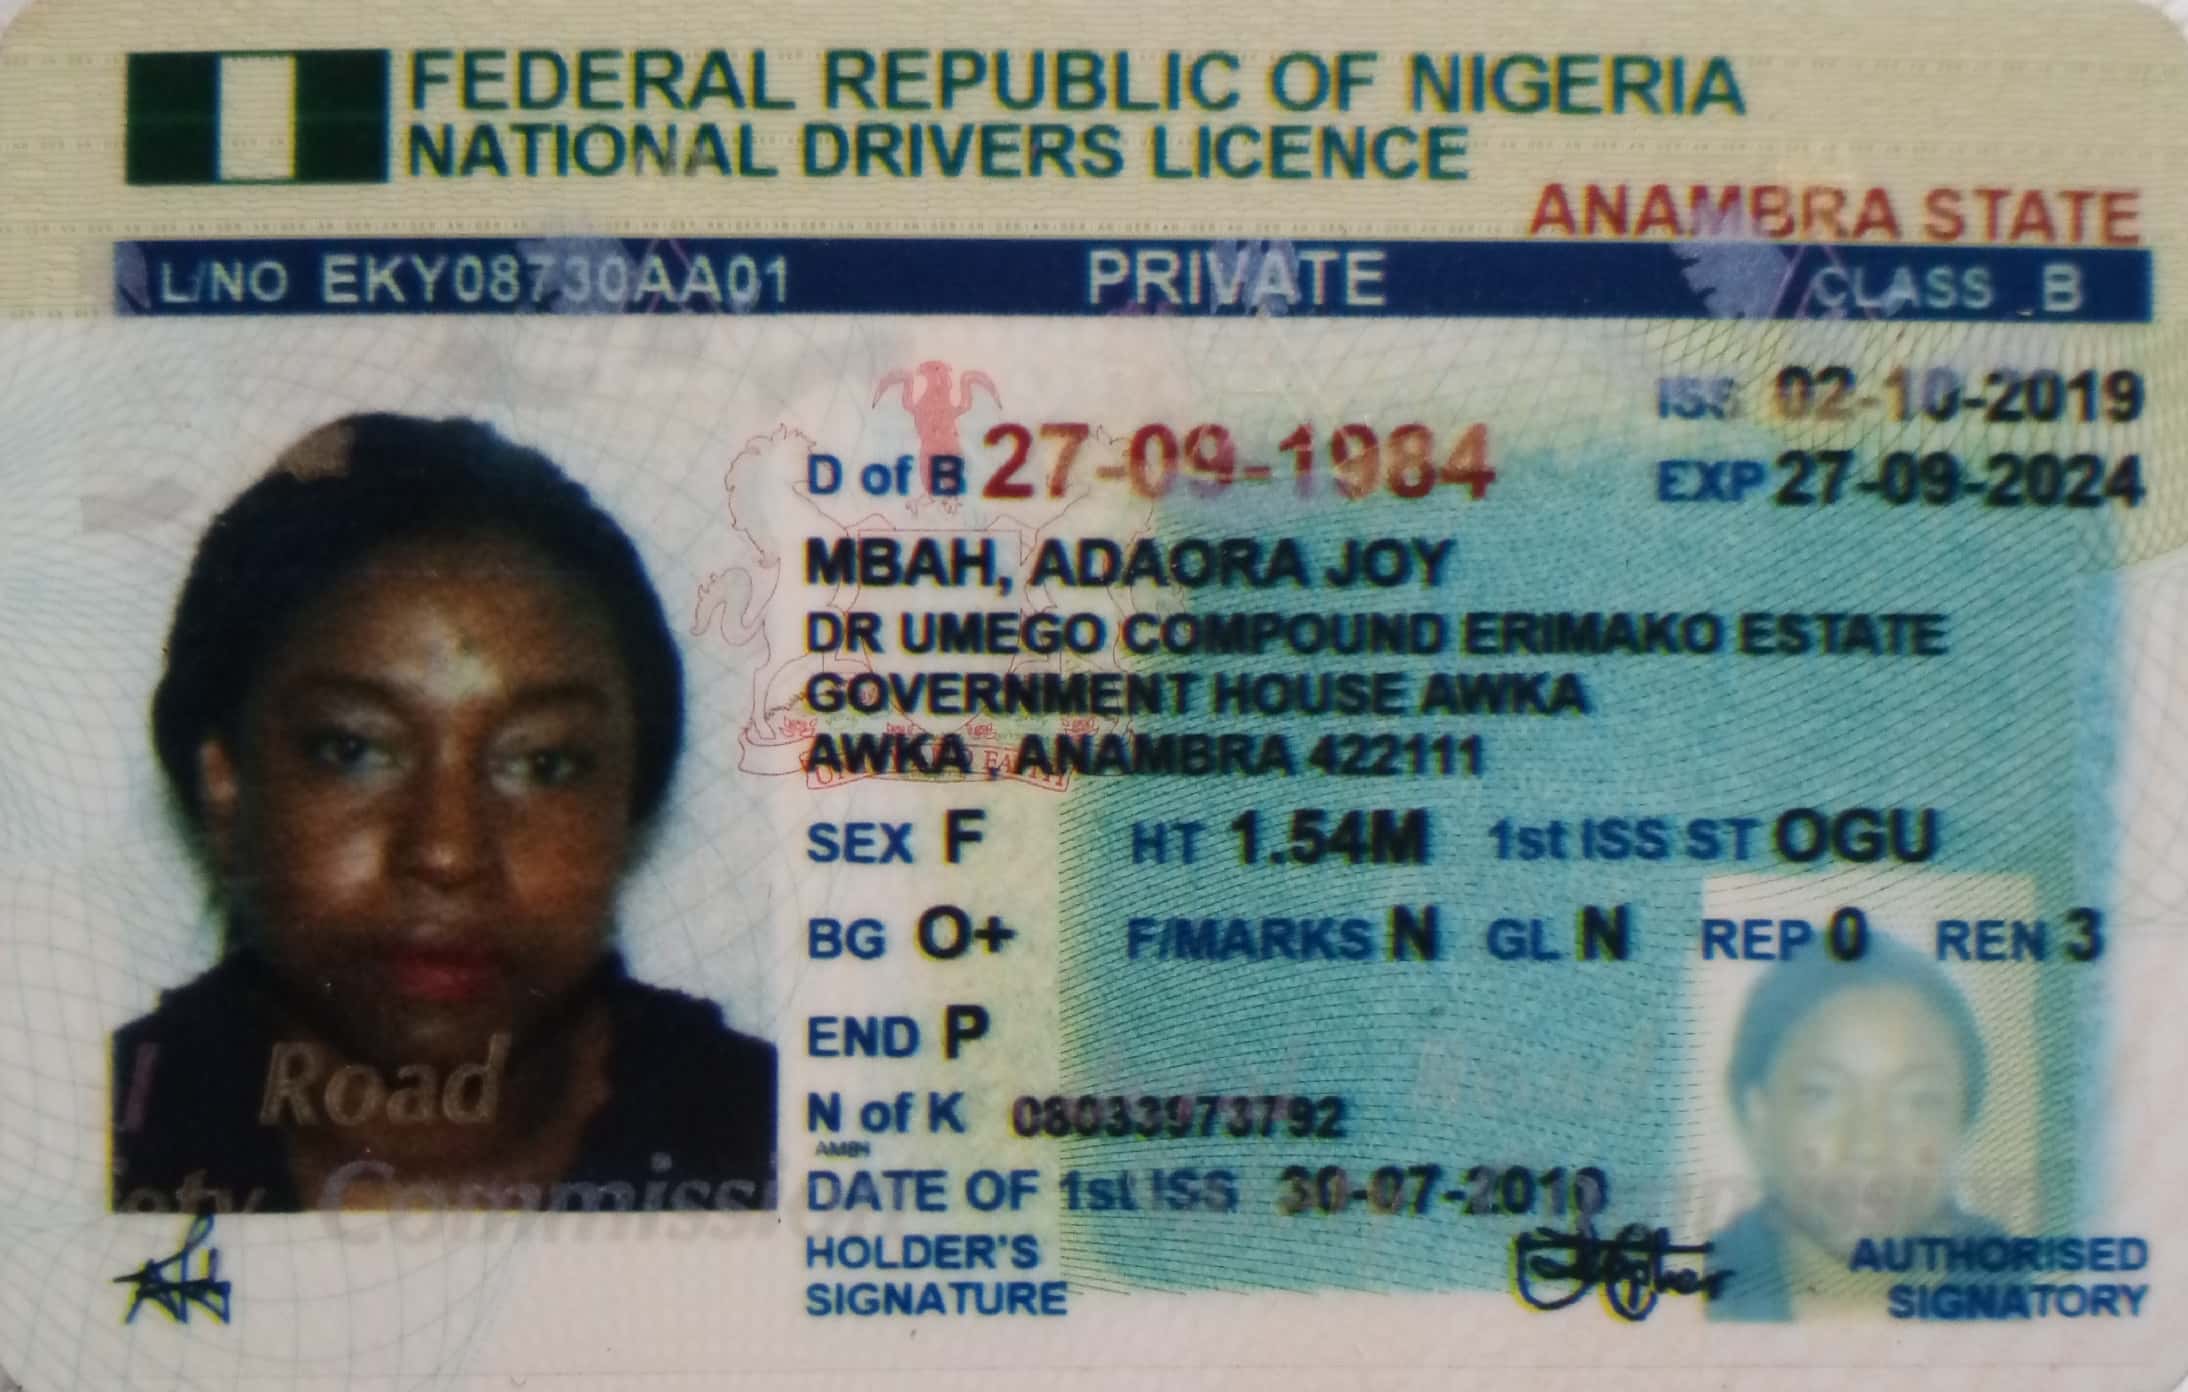 FEDERAL REPUBLIC OF NIGERIA
NATIONAL DRIVERS LICENCE
ANAMBRA STATE
L/NO EKY08730AA01 PRIVATE CLASS B
ISS 02-10-2019
D of B 27-09-1984
EXP 27-09-2024
MBAH, ADAORA JOY
DR UMEGO COMPOUND ERIMAKO ESTATE
GOVERNMENT HOUSE AWKA
AWKA , ANAMBRA 422111
SEX F HT 1.54M 1st ISS ST OGU
BG O+ F/MARKS N GL N REP 0 REN 3
END P
N of K 08033973792
AMBH
DATE OF 1st ISS 30-07-2010
HOLDER'S
SIGNATURE
AUTHORISED
SIGNATORY
Road
Commission